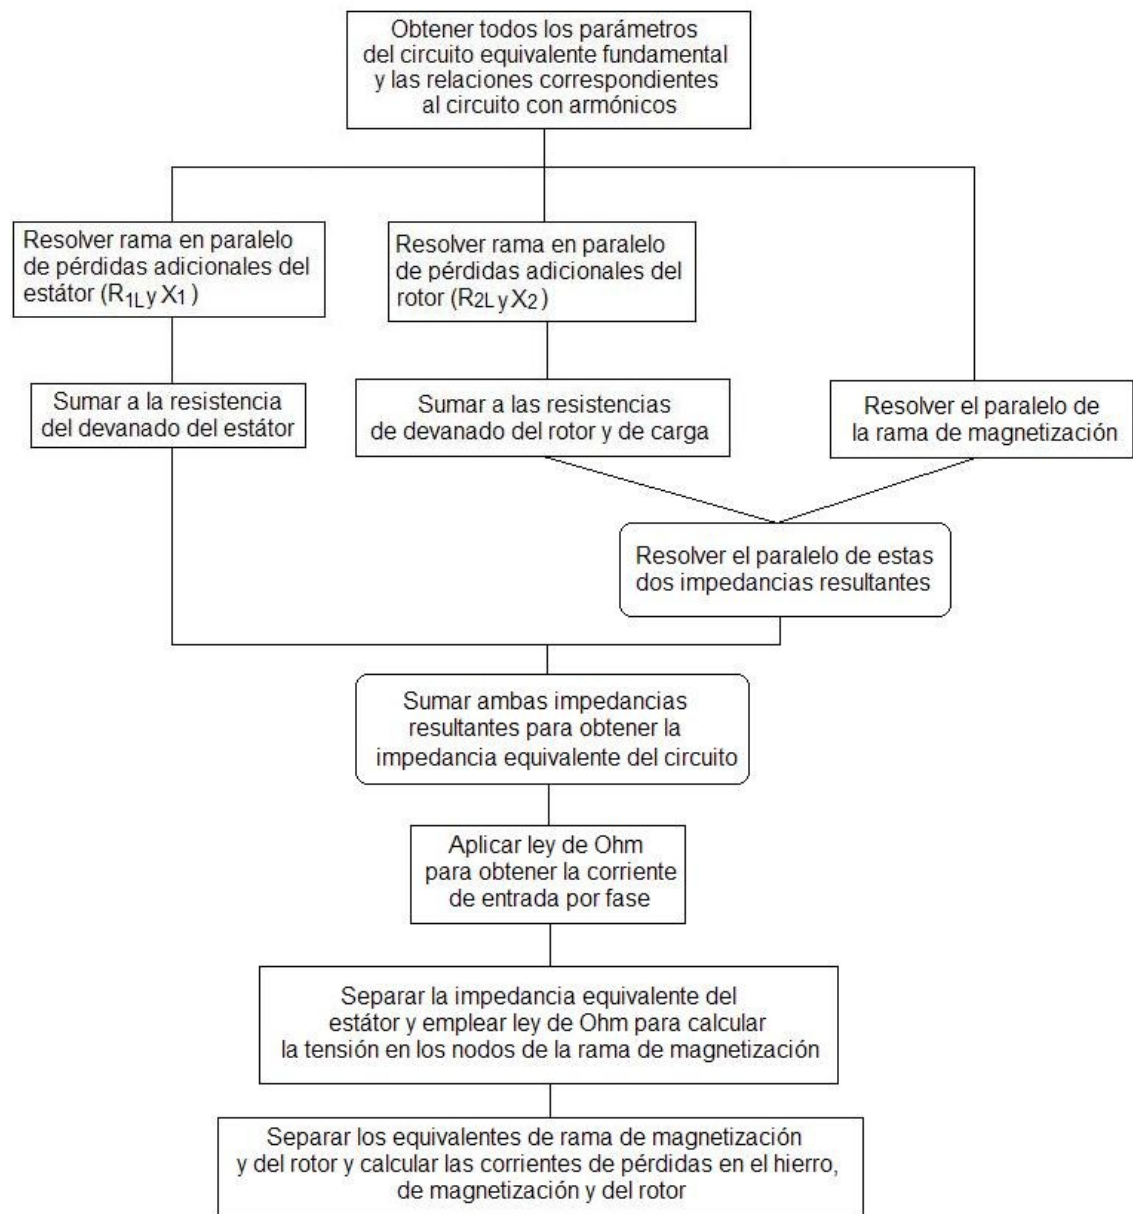 Obtener todos los parámetros
del circuito equivalente fundamental
y las relaciones correspondientes
al circuito con armónicos
Resolver rama en paralelo
de pérdidas adicionales del
estátor (R1L y X1)
Resolver rama en paralelo
de pérdidas adicionales del
rotor (R2L y X2)
Sumar a la resistencia
del devanado del estátor
Sumar a las resistencias
de devanado del rotor y de carga
Resolver el paralelo de
la rama de magnetización
Resolver el paralelo de estas
dos impedancias resultantes
Sumar ambas impedancias
resultantes para obtener la
impedancia equivalente del circuito
Aplicar ley de Ohm
para obtener la corriente
de entrada por fase
Separar la impedancia equivalente del
estátor y emplear ley de Ohm para calcular
la tensión en los nodos de la rama de magnetización
Separar los equivalentes de rama de magnetización
y del rotor y calcular las corrientes de pérdidas en el hierro,
de magnetización y del rotor